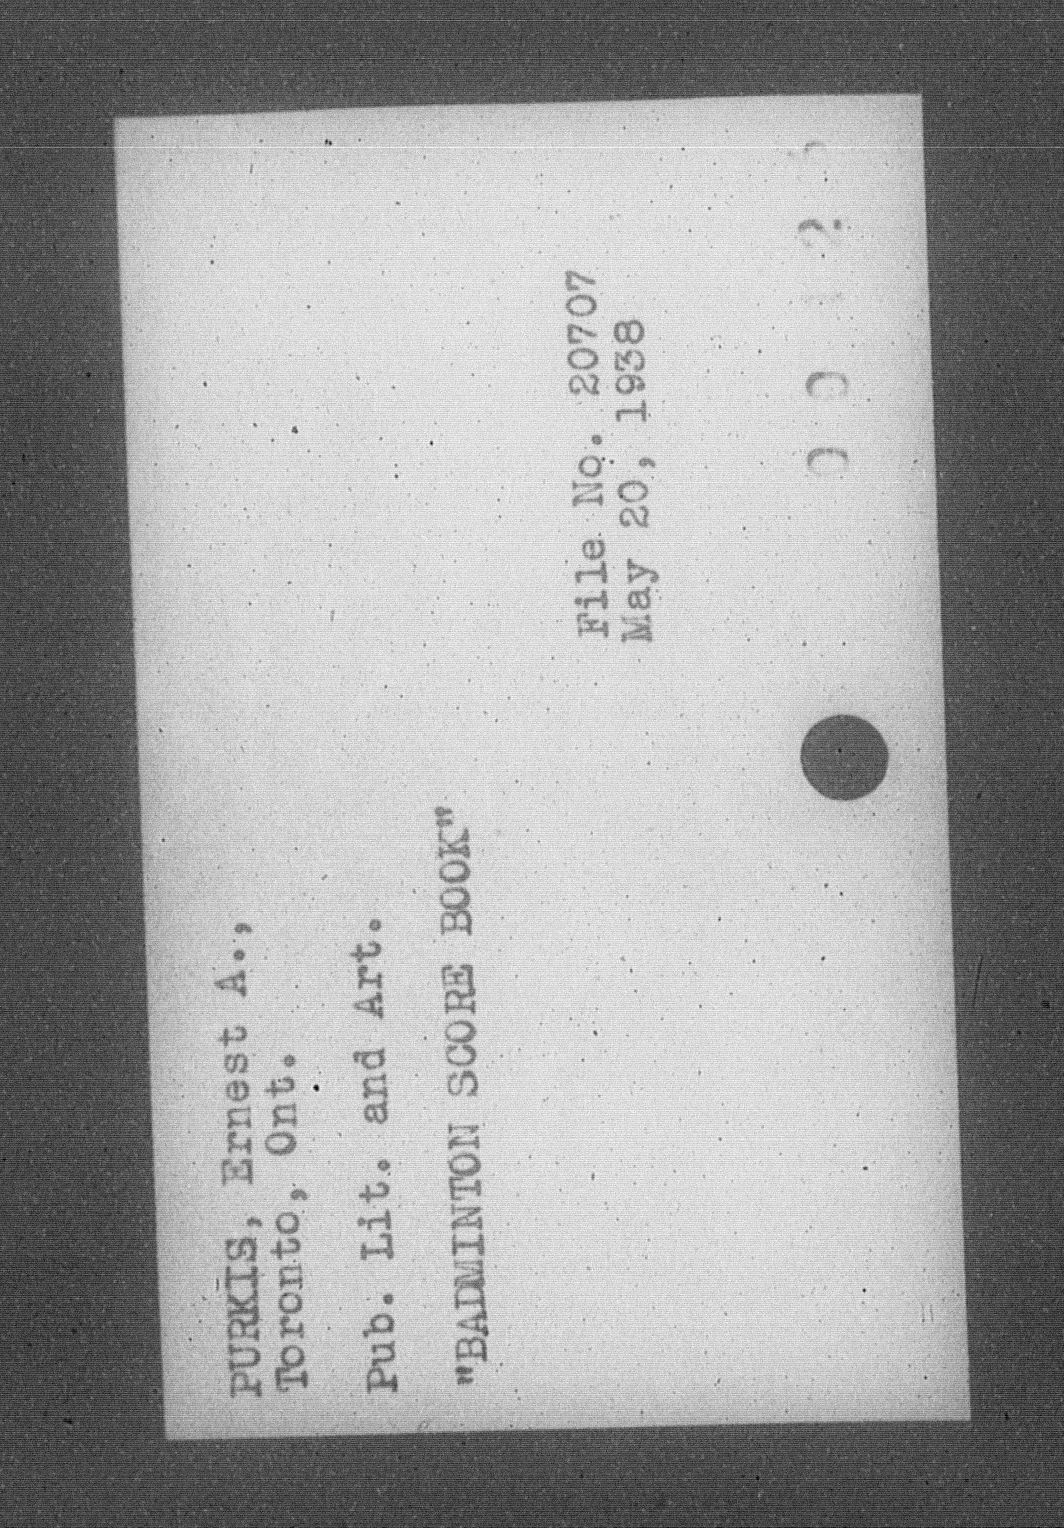 PURKIS, Ernest A.,
Toronto, Ont.
Pub. Lit. and Art.
"BADMINTON SCORE BOOK"
File No. 20707
May 20, 1938